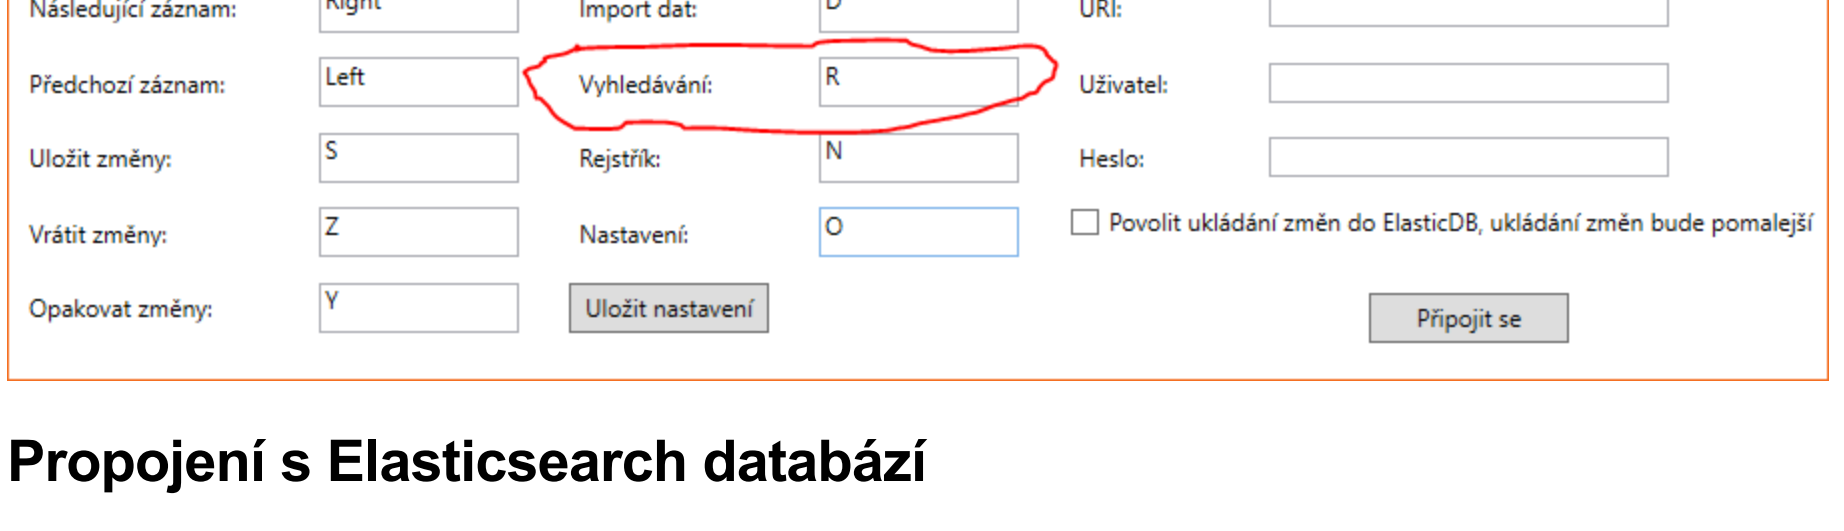 Následující záznam: Right Import dat: D URI:
Předchozí záznam: Left Vyhledávání: R Uživatel:
Uložit změny: S Rejstřík: N Heslo:
Vrátit změny: Z Nastavení: O Povolit ukládání změn do ElasticDB, ukládání změn bude pomalejší
Opakovat změny: Y Uložit nastavení Připojit se
Propojení s Elasticsearch databází